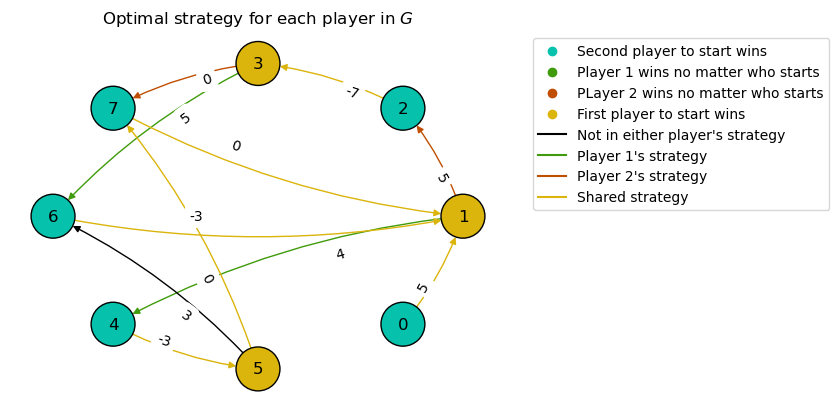 Optimal strategy for each player in G
3
7
2
6
1
4
0
5
0
5
-7
0
5
-3
4
0
3
-3
5
Second player to start wins
Player 1 wins no matter who starts
PLayer 2 wins no matter who starts
First player to start wins
Not in either player's strategy
Player 1's strategy
Player 2's strategy
Shared strategy